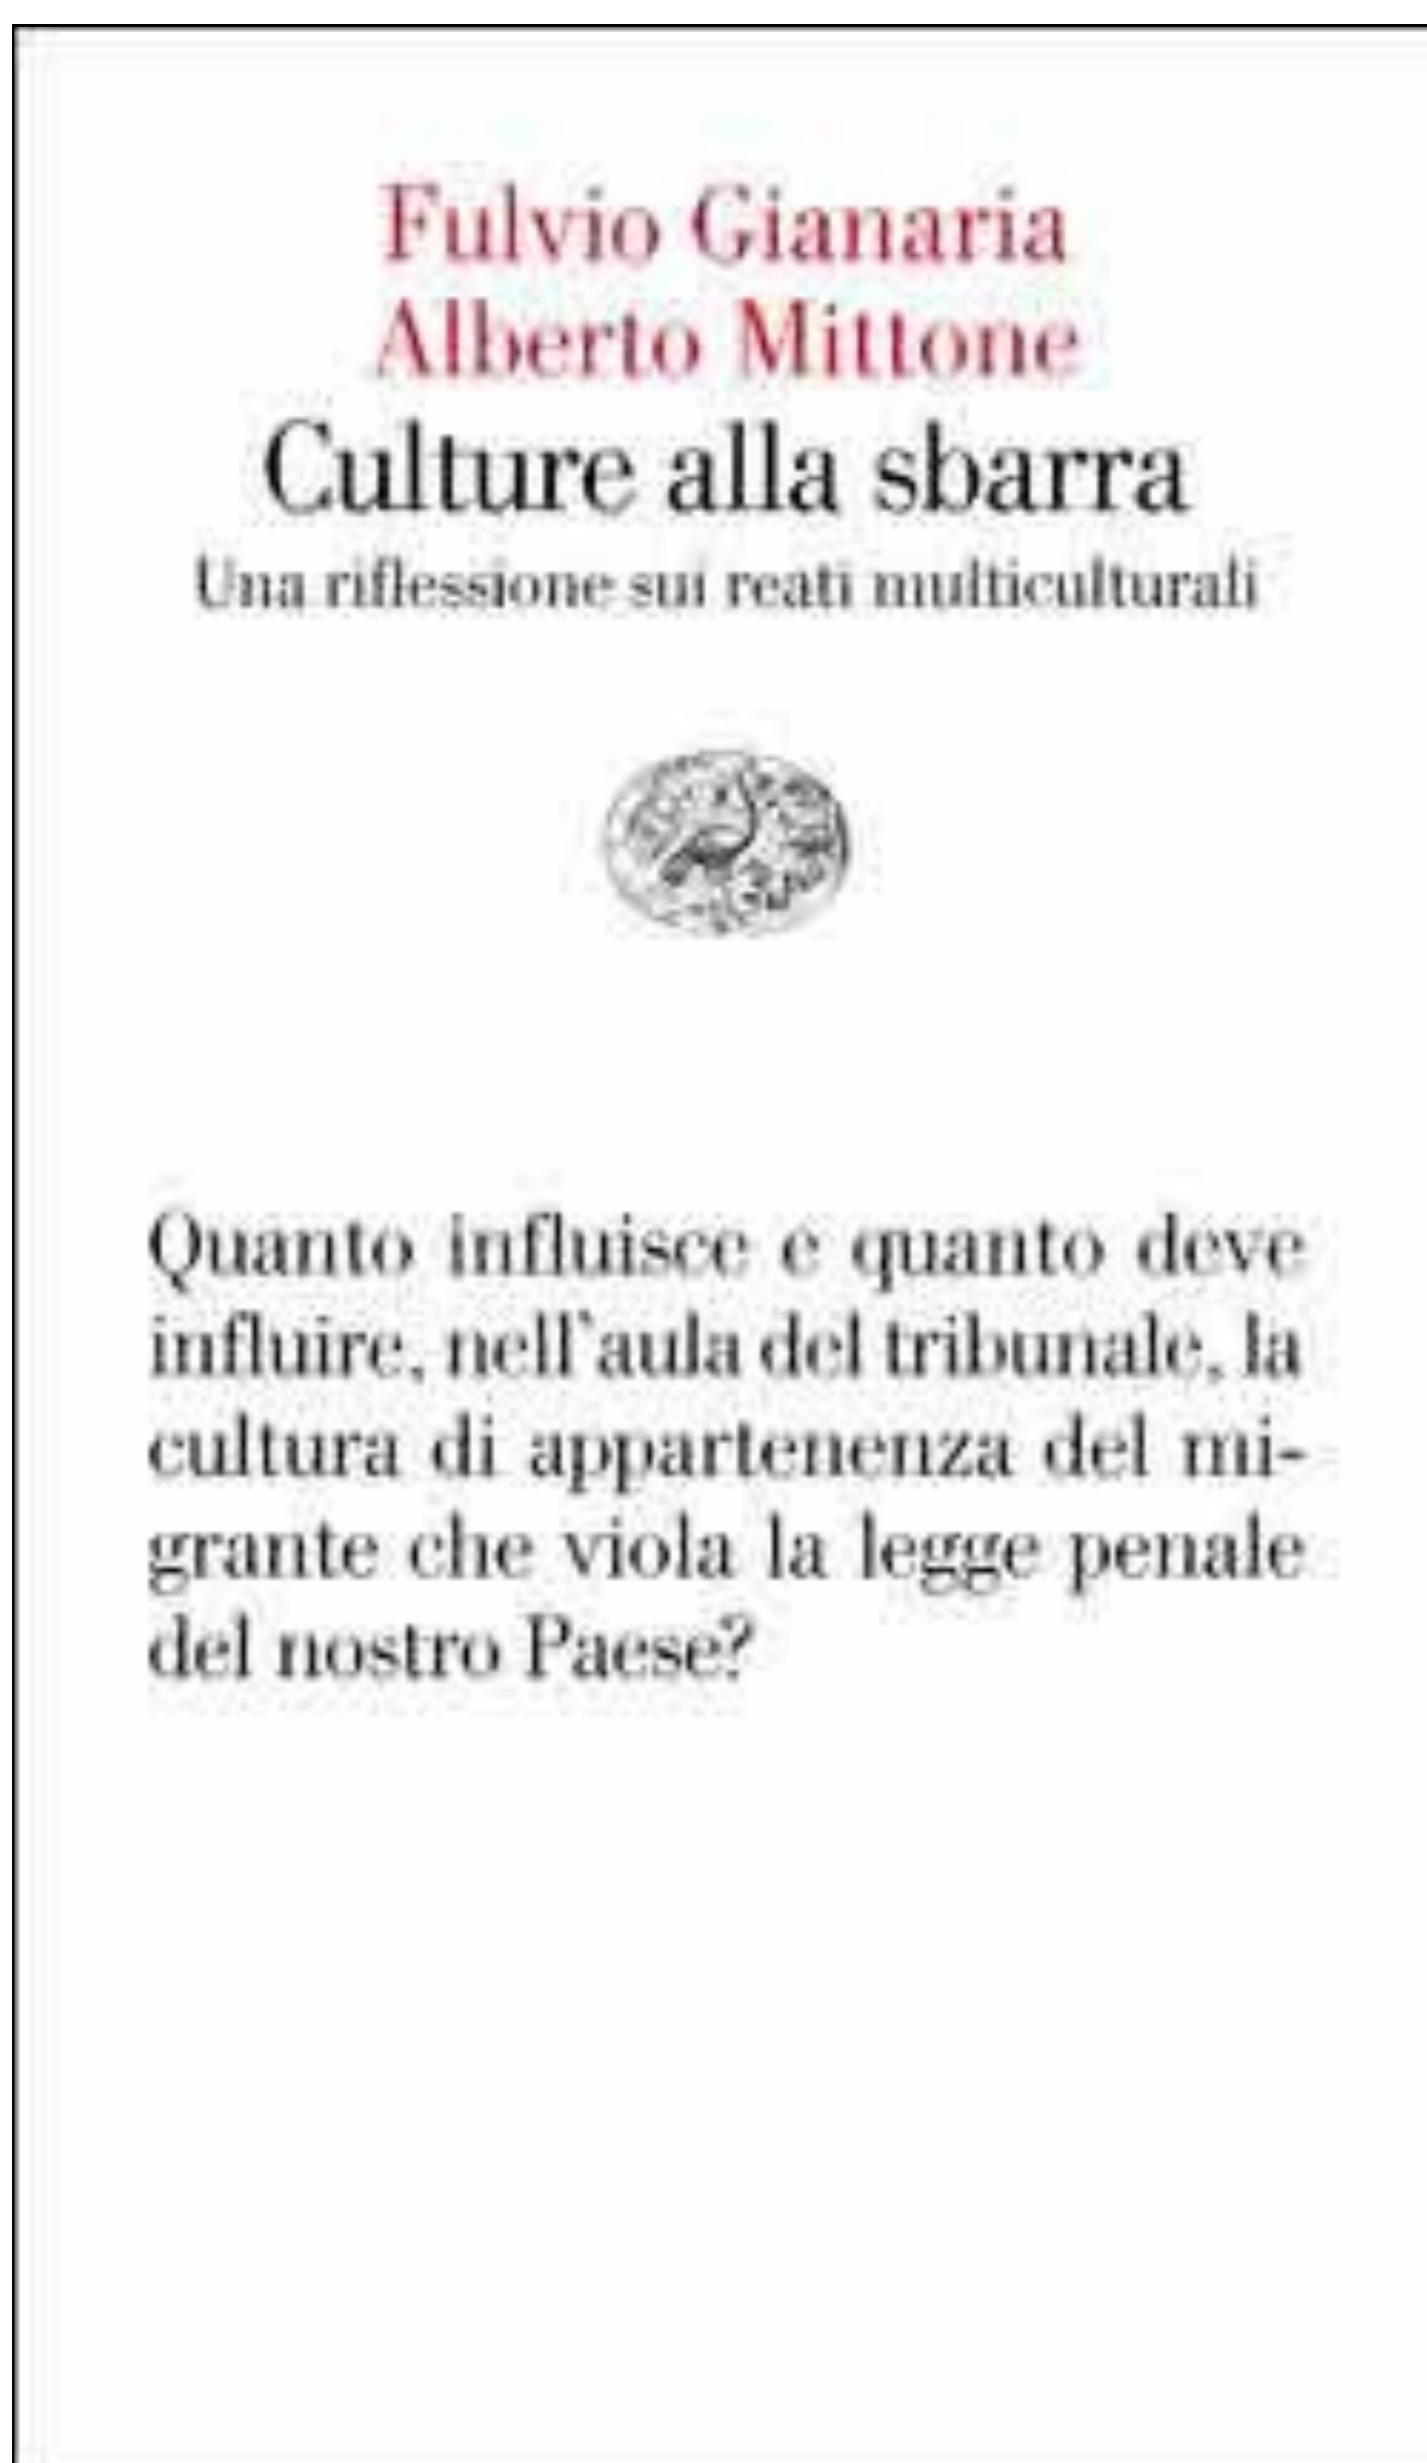 Fulvio Gianaria
Alberto Mittone
Culture alla sbarra
Una riflessione sui reati multiculturali
Quanto influisce e quanto deve
influire, nell'aula del tribunale, la
cultura di appartenenza del mi-
grante che viola la legge penale
del nostro Paese?